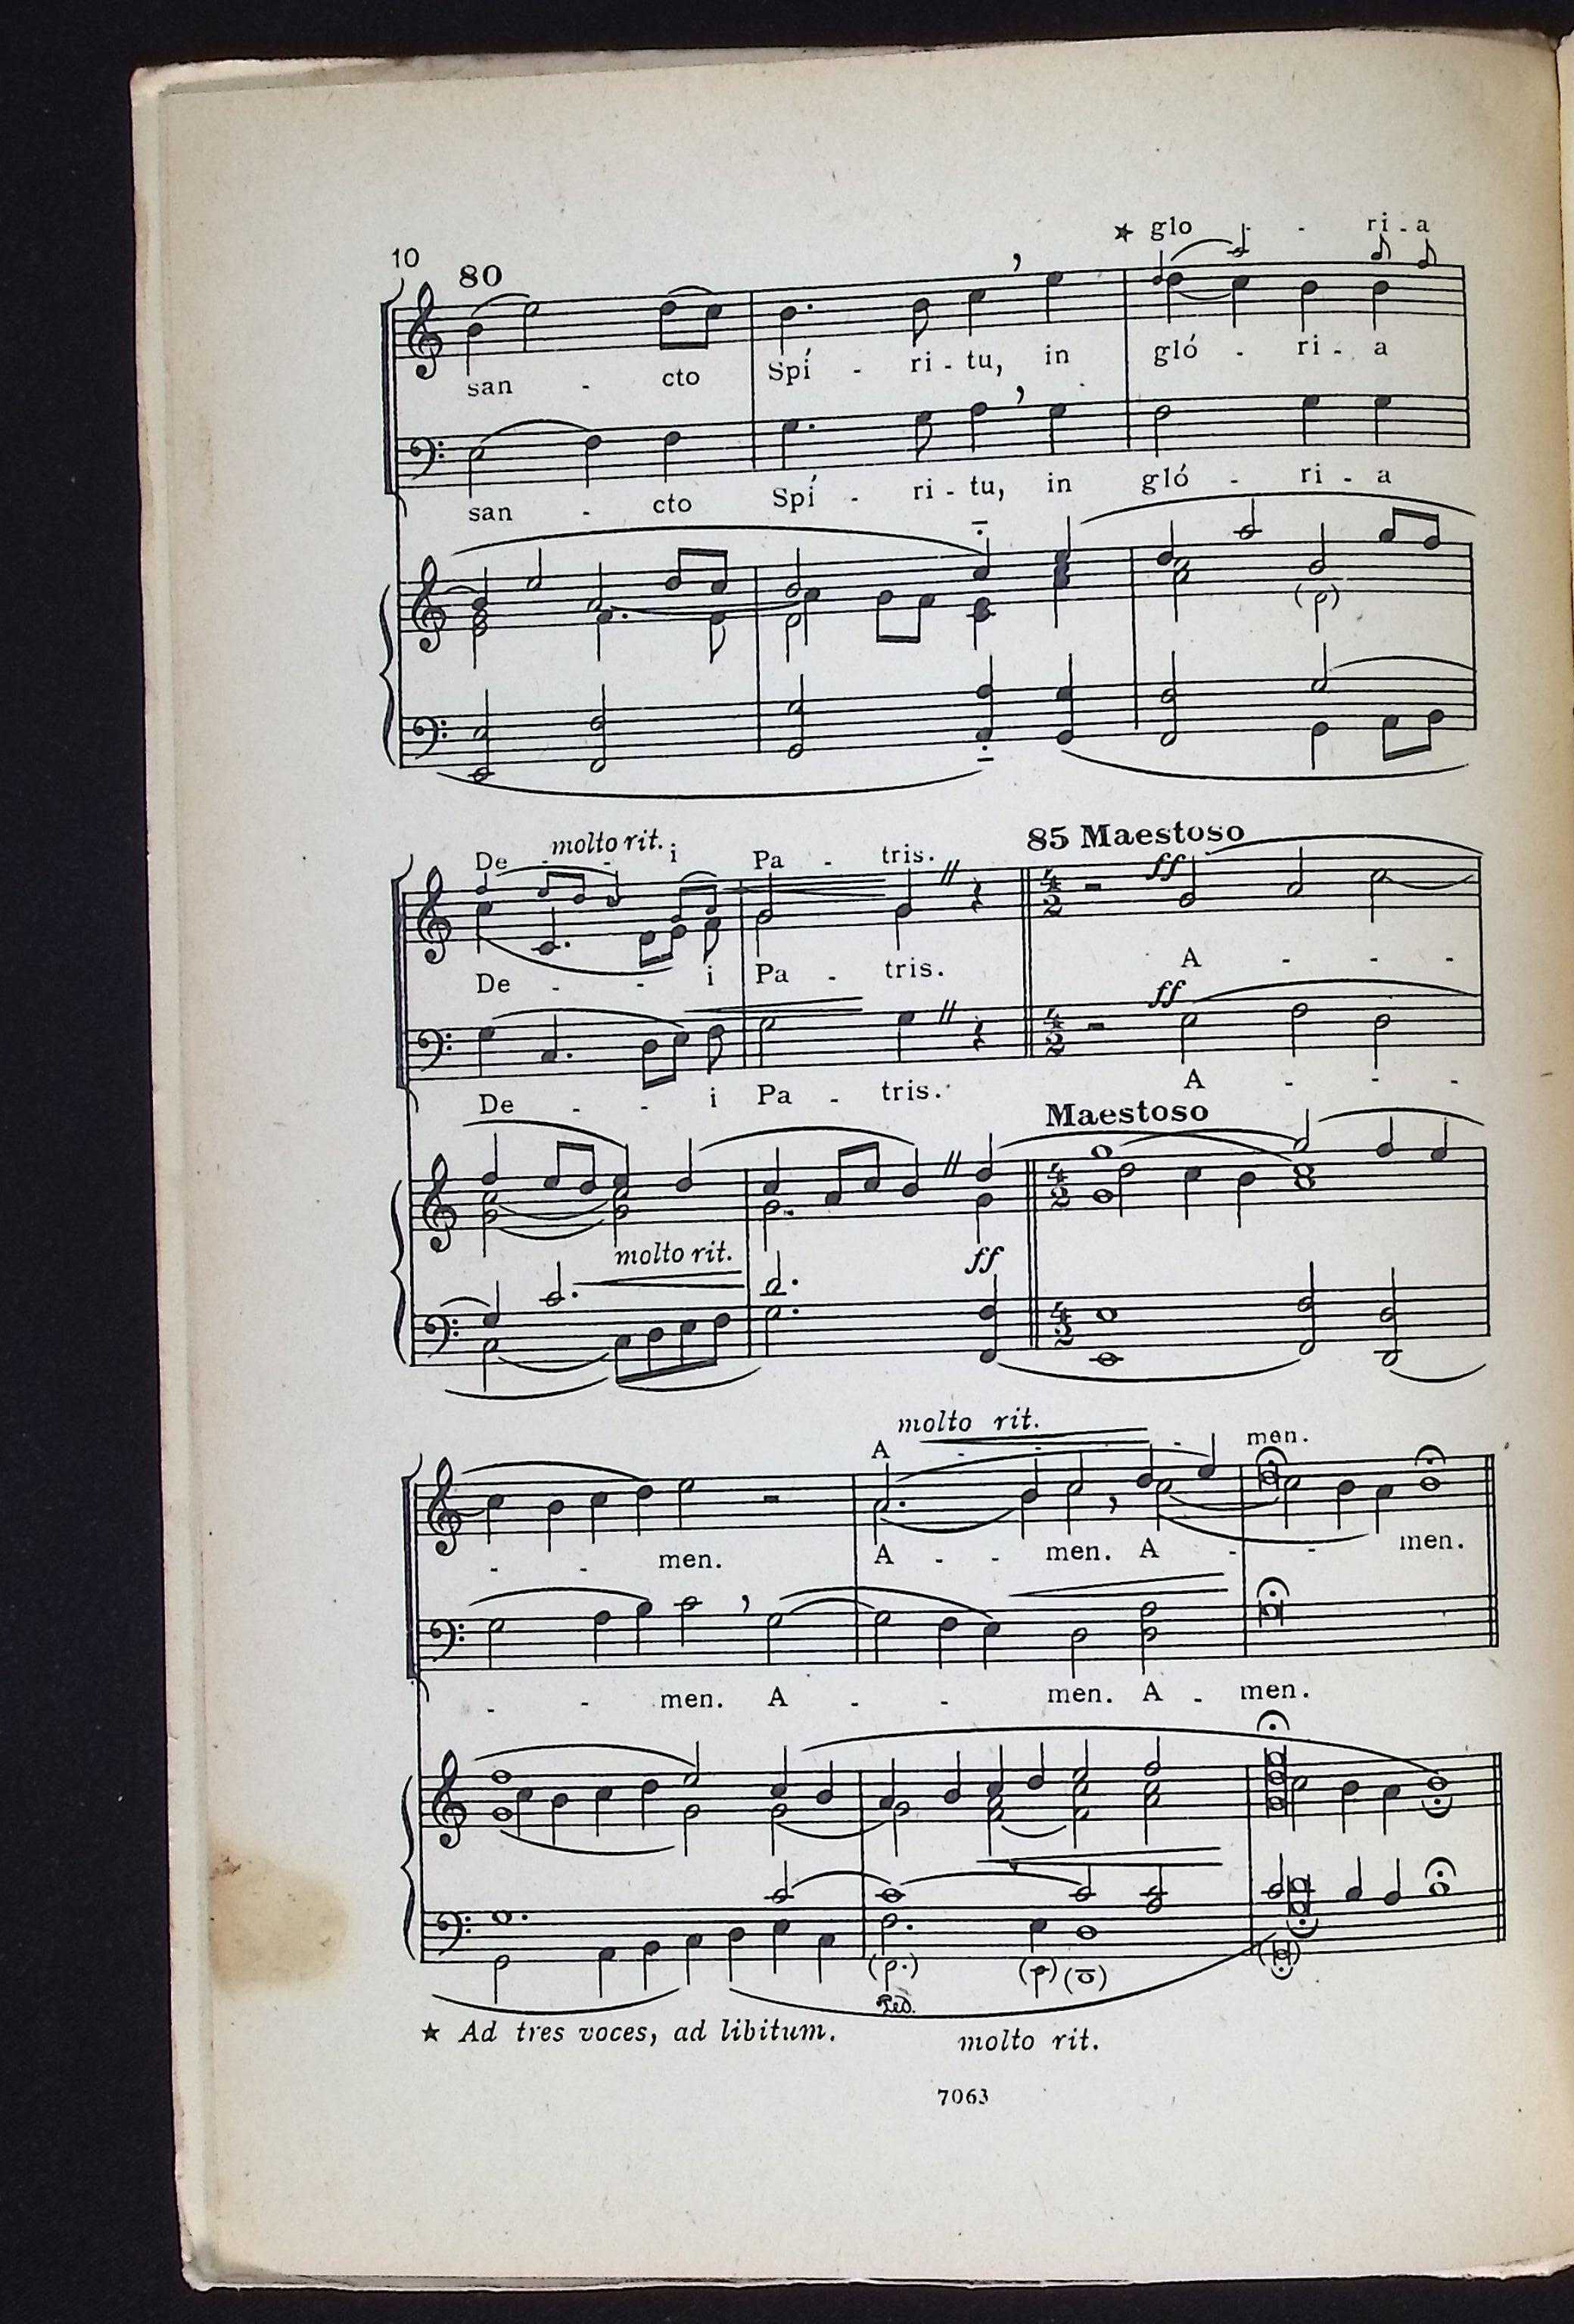 10
80
★ glo - - ri - a
san - cto Spí - ri - tu, in gló - ri - a
san - cto Spí - ri - tu, in gló - ri - a
molto rit.
85 Maestoso
De - - i Pa - tris.
ff
De - - i Pa - tris. A - - -
ff
De - - i Pa - tris. A - - -
Maestoso
molto rit.
ff
molto rit.
A - - - men.
- - men. A - - men. A - - men.
- - men. A - - men. A - men.
Ped.
★ Ad tres voces, ad libitum.
molto rit.
7063